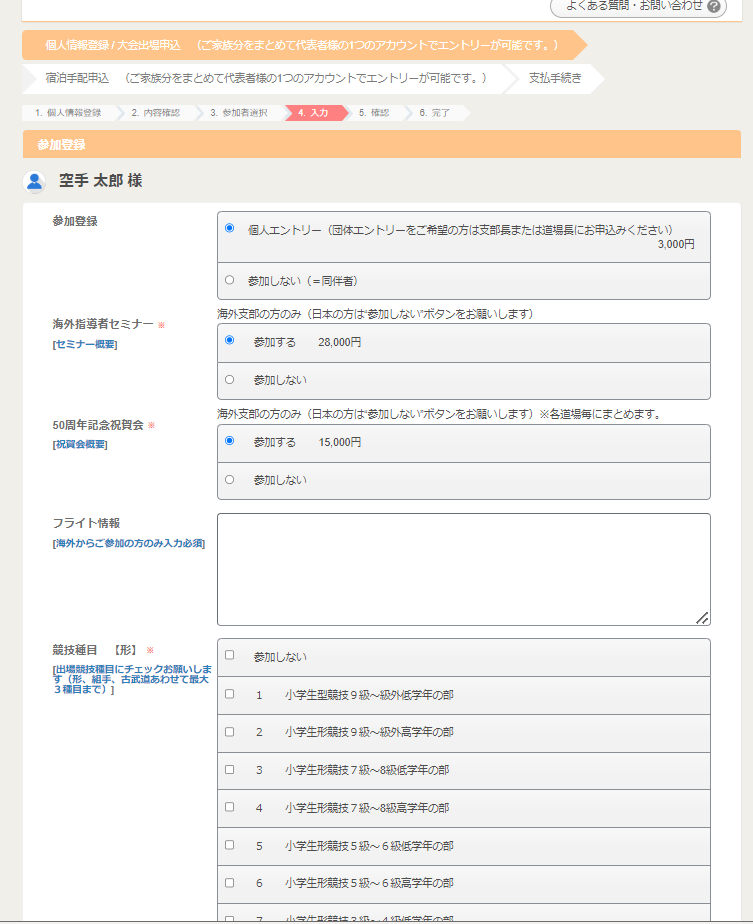 よくある質問・お問い合わせ
個人情報登録 / 大会出場申込　（ご家族分をまとめて代表者様の1つのアカウントでエントリーが可能です。）
宿泊手配申込　（ご家族分をまとめて代表者様の1つのアカウントでエントリーが可能です。）　支払手続き
1. 個人情報登録　2. 内容確認　3. 参加者選択　4. 入力　5. 確認　6. 完了
参加登録
空手 太郎 様
参加登録
個人エントリー（団体エントリーをご希望の方は支部長または道場長にお申込みください）
3,000円
参加しない（＝同伴者）
海外支部の方のみ（日本の方は“参加しない”ボタンをお願いします）
海外指導者セミナー ※
[セミナー概要]
参加する　28,000円
参加しない
海外支部の方のみ（日本の方は“参加しない”ボタンをお願いします）※各道場毎にまとめます。
50周年記念祝賀会 ※
[祝賀会概要]
参加する　15,000円
参加しない
フライト情報
[海外からご参加の方のみ入力必須]
競技種目　【形】 ※
[出場競技種目にチェックお願いしま
す（形、組手、古武道あわせて最大
３種目まで）]
参加しない
1　小学生型競技９級～級外低学年の部
2　小学生形競技９級～級外高学年の部
3　小学生形競技７級～8級低学年の部
4　小学生形競技７級～8級高学年の部
5　小学生形競技５級～６級低学年の部
6　小学生形競技５級～６級高学年の部
7　小学生形競技３級～４級低学年の部